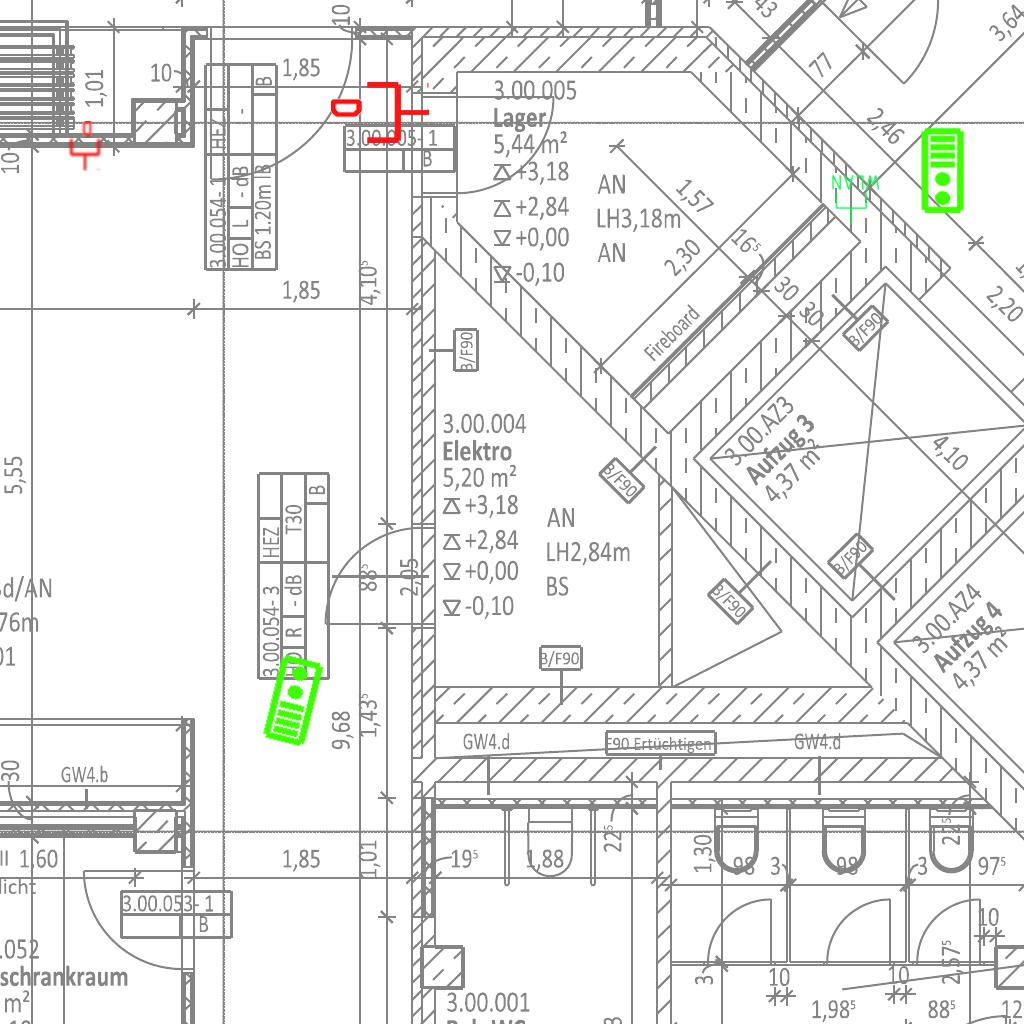 43
3,64
77
2,46
10
1,85
1,01
10
10
0
HEZ
B
3.00.054- 1
HO L - dB
BS 1.20m B
3.00.005- 1
B
3.00.005
Lager
5,44 m²
+3,18
+2,84
+0,00
-0,10
AN
LH3,18m
AN
1,57
16⁵
2,30
30
30
WLAN
2,20
1,85
4,10⁵
Fireboard
B/F90
B/F90
3.00.004
Elektro
5,20 m²
+3,18
+2,84
+0,00
-0,10
AN
LH2,84m
BS
B/F90
B/F90
B/F90
B/F90
3.00.AZ3
Aufzug 3
4,37 m²
4,10
3.00.AZ4
Aufzug 4
4,37 m²
5,55
HEZ T30 B
3.00.054- 3
R - dB
88⁵
2,05
3d/AN
76m
01
9,68
1,43⁵
GW4.d
F90 Ertüchtigen
GW4.d
30
GW4.b
1,60
licht
1,85
1,01
19⁵
1,88
22⁵
1,30
98
3
98
3
22⁵
97⁵
3.00.053- 1
B
.052
schrankraum
m²
3.00.001
3
10
1,98⁵
10
88⁵
2,57⁵
10
12